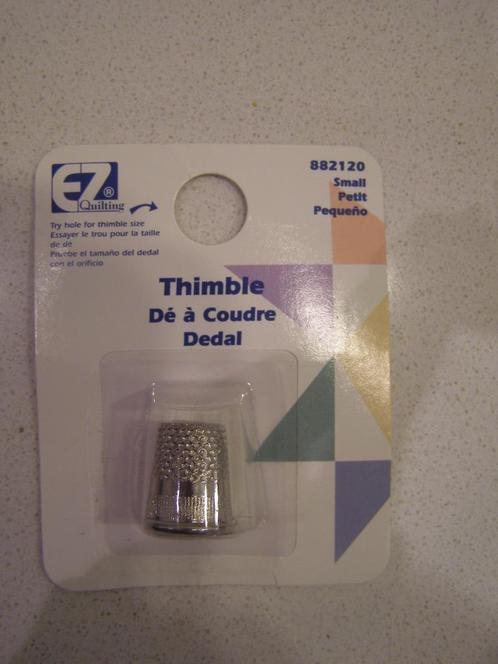 EZ®
Quilting
Try hole for thimble size
Essayer le trou pour la taille
de dé
Pruebe el tamaño del dedal
con el orificio
882120
Small
Petit
Pequeño
Thimble
Dé à Coudre
Dedal